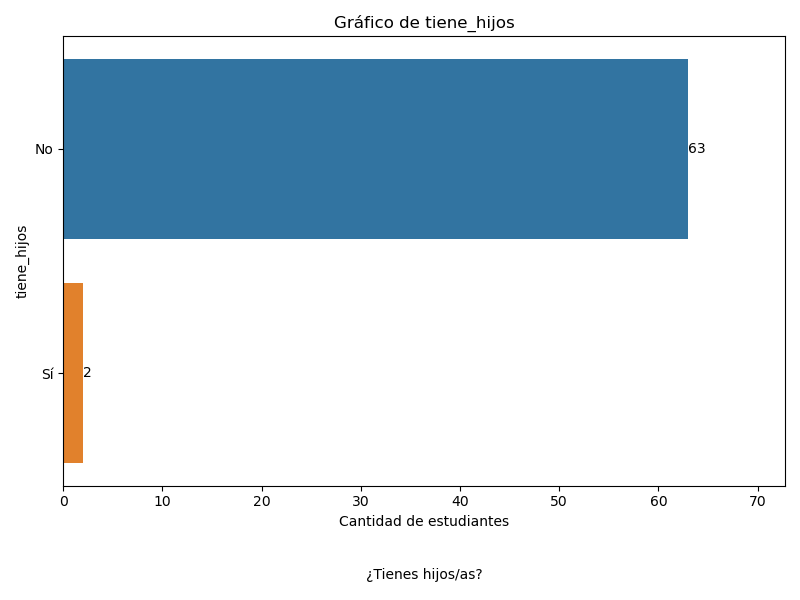 Gráfico de tiene_hijos
tiene_hijos
No
63
Sí
2
0 10 20 30 40 50 60 70
Cantidad de estudiantes
¿Tienes hijos/as?